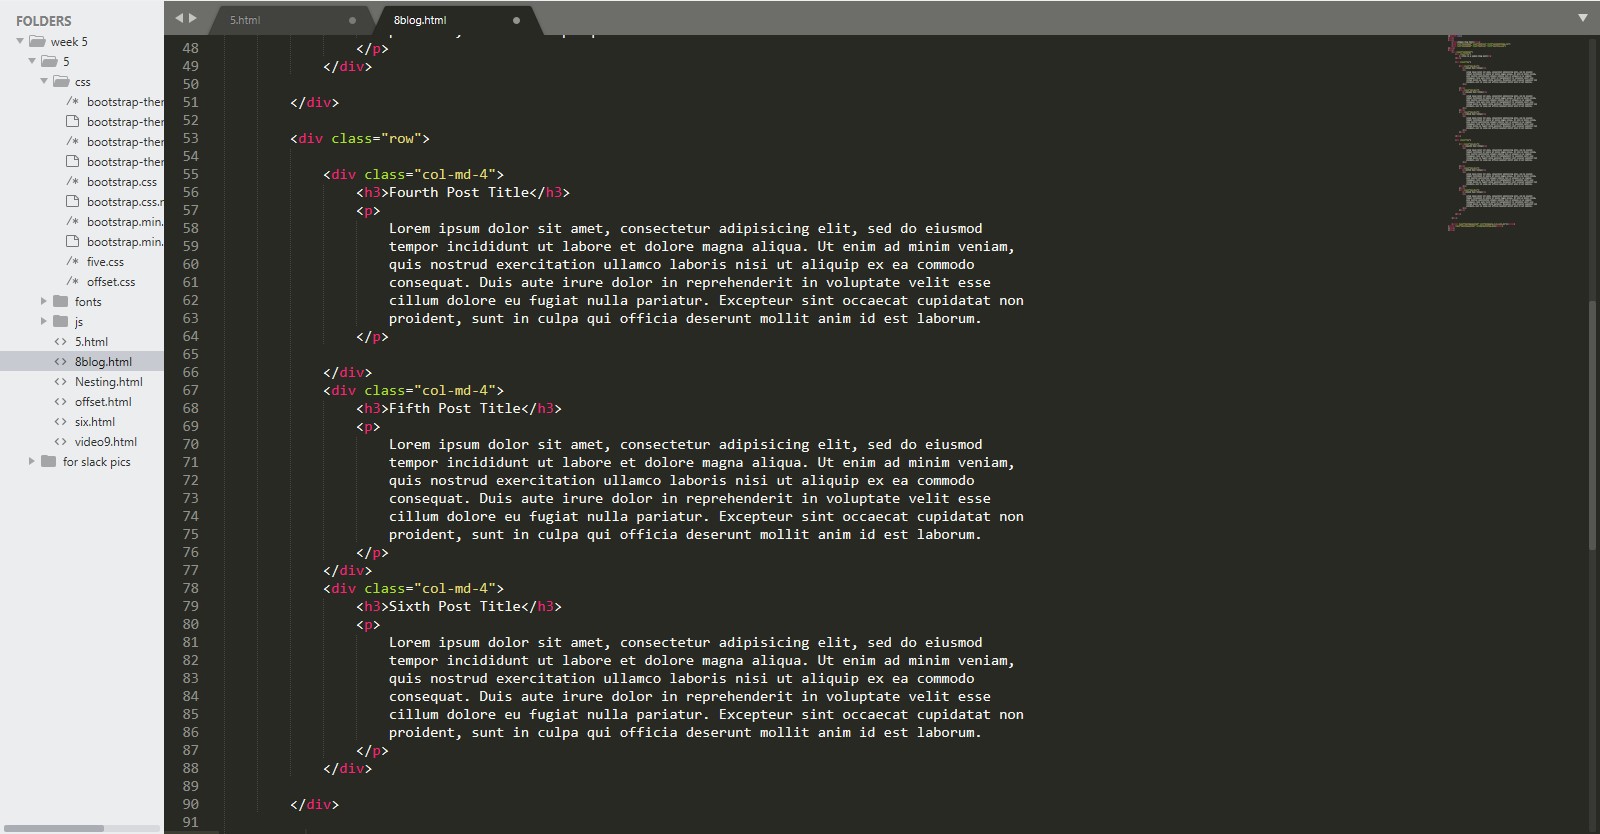 FOLDERS
week 5
5
css
bootstrap-ther
bootstrap-ther
bootstrap-ther
bootstrap-ther
bootstrap.css
bootstrap.css.r
bootstrap.min.
bootstrap.min.
five.css
offset.css
fonts
js
5.html
8blog.html
Nesting.html
offset.html
six.html
video9.html
for slack pics
5.html
8blog.html
48 </p>
49 </div>
50
51 </div>
52
53 <div class="row">
54
55 <div class="col-md-4">
56 <h3>Fourth Post Title</h3>
57 <p>
58 Lorem ipsum dolor sit amet, consectetur adipisicing elit, sed do eiusmod
59 tempor incididunt ut labore et dolore magna aliqua. Ut enim ad minim veniam,
60 quis nostrud exercitation ullamco laboris nisi ut aliquip ex ea commodo
61 consequat. Duis aute irure dolor in reprehenderit in voluptate velit esse
62 cillum dolore eu fugiat nulla pariatur. Excepteur sint occaecat cupidatat non
63 proident, sunt in culpa qui officia deserunt mollit anim id est laborum.
64 </p>
65
66 </div>
67 <div class="col-md-4">
68 <h3>Fifth Post Title</h3>
69 <p>
70 Lorem ipsum dolor sit amet, consectetur adipisicing elit, sed do eiusmod
71 tempor incididunt ut labore et dolore magna aliqua. Ut enim ad minim veniam,
72 quis nostrud exercitation ullamco laboris nisi ut aliquip ex ea commodo
73 consequat. Duis aute irure dolor in reprehenderit in voluptate velit esse
74 cillum dolore eu fugiat nulla pariatur. Excepteur sint occaecat cupidatat non
75 proident, sunt in culpa qui officia deserunt mollit anim id est laborum.
76 </p>
77 </div>
78 <div class="col-md-4">
79 <h3>Sixth Post Title</h3>
80 <p>
81 Lorem ipsum dolor sit amet, consectetur adipisicing elit, sed do eiusmod
82 tempor incididunt ut labore et dolore magna aliqua. Ut enim ad minim veniam,
83 quis nostrud exercitation ullamco laboris nisi ut aliquip ex ea commodo
84 consequat. Duis aute irure dolor in reprehenderit in voluptate velit esse
85 cillum dolore eu fugiat nulla pariatur. Excepteur sint occaecat cupidatat non
86 proident, sunt in culpa qui officia deserunt mollit anim id est laborum.
87 </p>
88 </div>
89
90 </div>
91